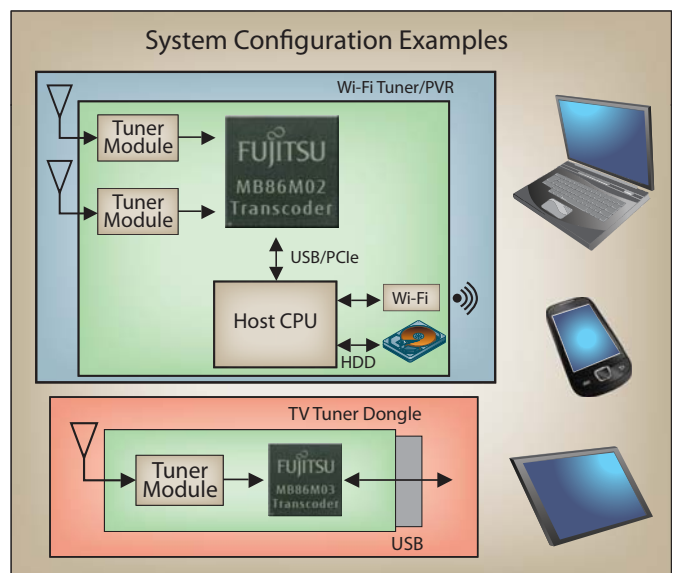 System Configuration Examples
Wi-Fi Tuner/PVR
Tuner
Module
FUJITSU
MB86M02
Transcoder
Tuner
Module
USB/PCIe
Host CPU
Wi-Fi
HDD
TV Tuner Dongle
Tuner
Module
FUJITSU
MB86M03
Transcoder
USB